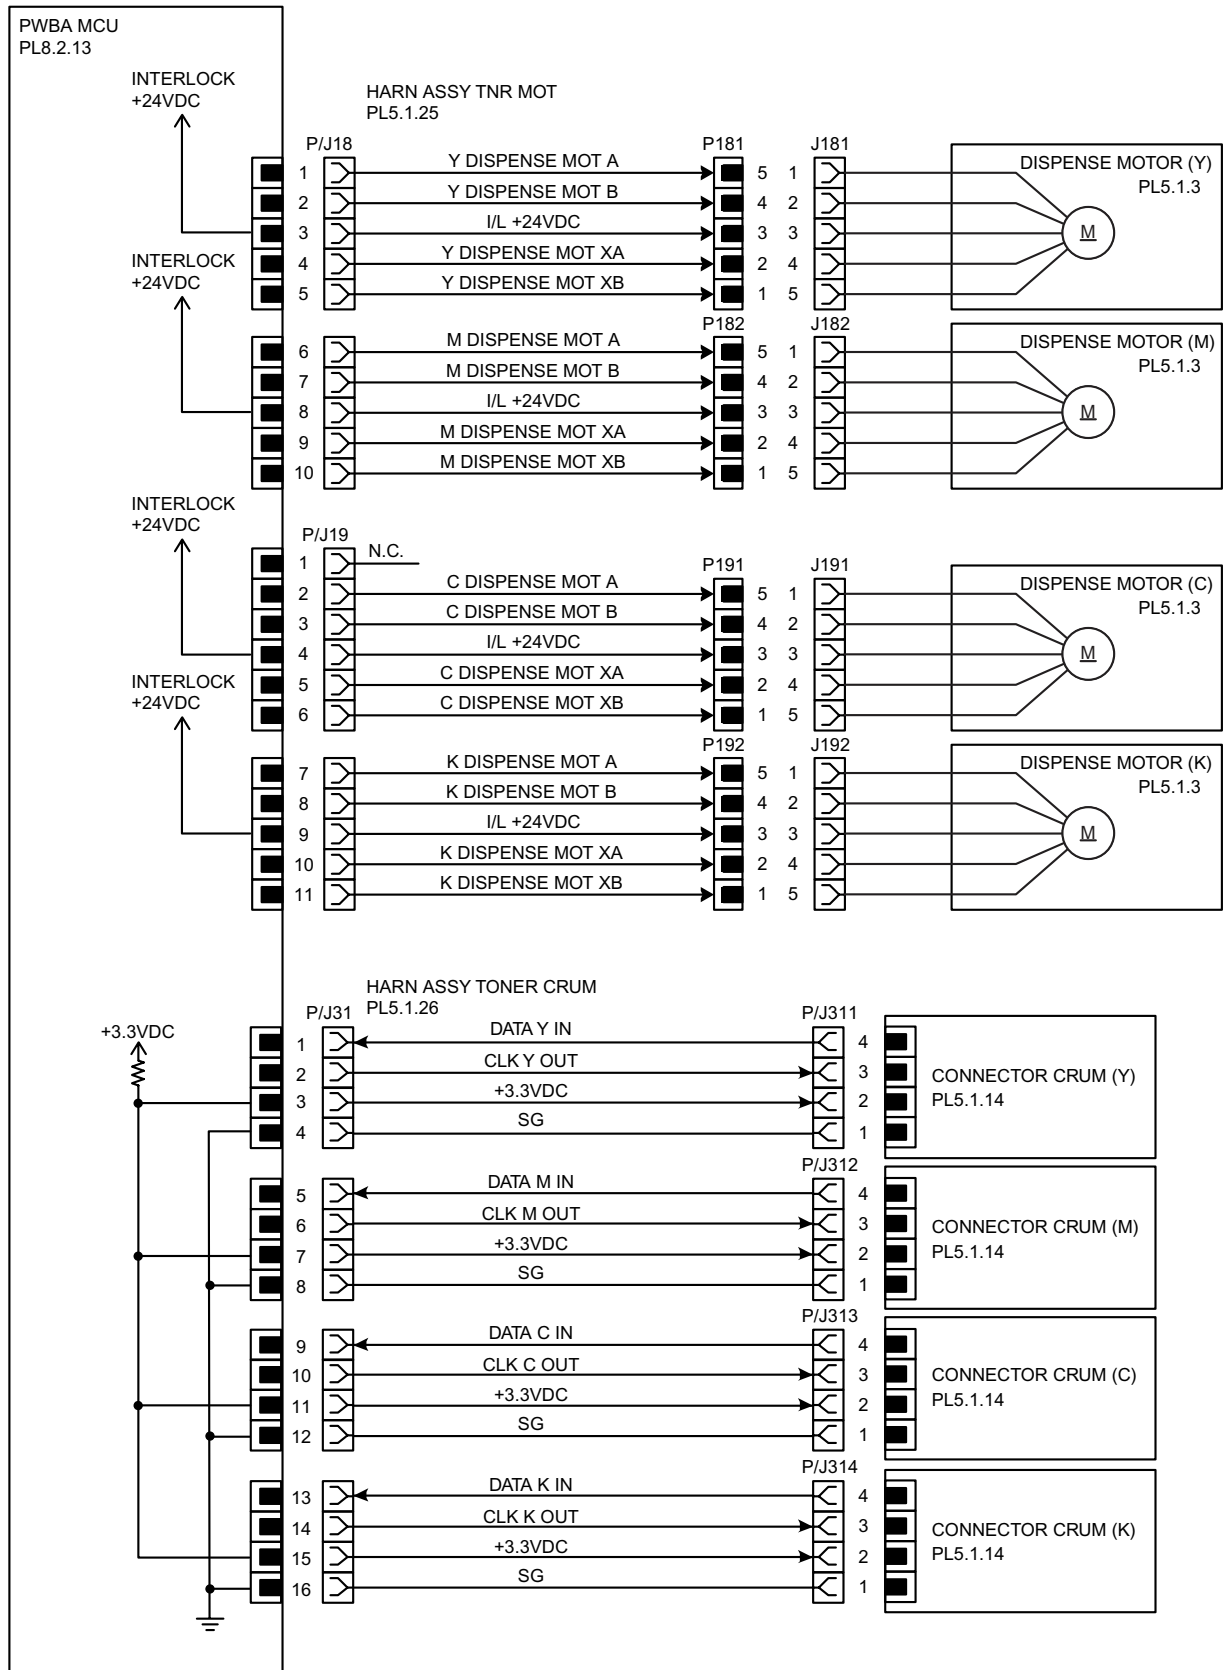 PWBA MCU
PL8.2.13
INTERLOCK
+24VDC
HARN ASSY TNR MOT
PL5.1.25
P/J18 P181 J181
1 Y DISPENSE MOT A 5 1 DISPENSE MOTOR (Y)
PL5.1.3
2 Y DISPENSE MOT B 4 2
3 I/L +24VDC 3 3 M
INTERLOCK
+24VDC
4 Y DISPENSE MOT XA 2 4
5 Y DISPENSE MOT XB 1 5
P182 J182
6 M DISPENSE MOT A 5 1 DISPENSE MOTOR (M)
PL5.1.3
7 M DISPENSE MOT B 4 2
8 I/L +24VDC 3 3 M
9 M DISPENSE MOT XA 2 4
10 M DISPENSE MOT XB 1 5
INTERLOCK
+24VDC
P/J19
1 N.C.
P191 J191
2 C DISPENSE MOT A 5 1 DISPENSE MOTOR (C)
PL5.1.3
3 C DISPENSE MOT B 4 2
4 I/L +24VDC 3 3 M
INTERLOCK
+24VDC
5 C DISPENSE MOT XA 2 4
6 C DISPENSE MOT XB 1 5
P192 J192
7 K DISPENSE MOT A 5 1 DISPENSE MOTOR (K)
PL5.1.3
8 K DISPENSE MOT B 4 2
9 I/L +24VDC 3 3 M
10 K DISPENSE MOT XA 2 4
11 K DISPENSE MOT XB 1 5
HARN ASSY TONER CRUM
PL5.1.26
P/J31 P/J311
+3.3VDC
1 DATA Y IN 4
2 CLK Y OUT 3 CONNECTOR CRUM (Y)
3 +3.3VDC 2 PL5.1.14
4 SG 1
P/J312
5 DATA M IN 4
6 CLK M OUT 3 CONNECTOR CRUM (M)
7 +3.3VDC 2 PL5.1.14
8 SG 1
P/J313
9 DATA C IN 4
10 CLK C OUT 3 CONNECTOR CRUM (C)
11 +3.3VDC 2 PL5.1.14
12 SG 1
P/J314
13 DATA K IN 4
14 CLK K OUT 3 CONNECTOR CRUM (K)
15 +3.3VDC 2 PL5.1.14
16 SG 1